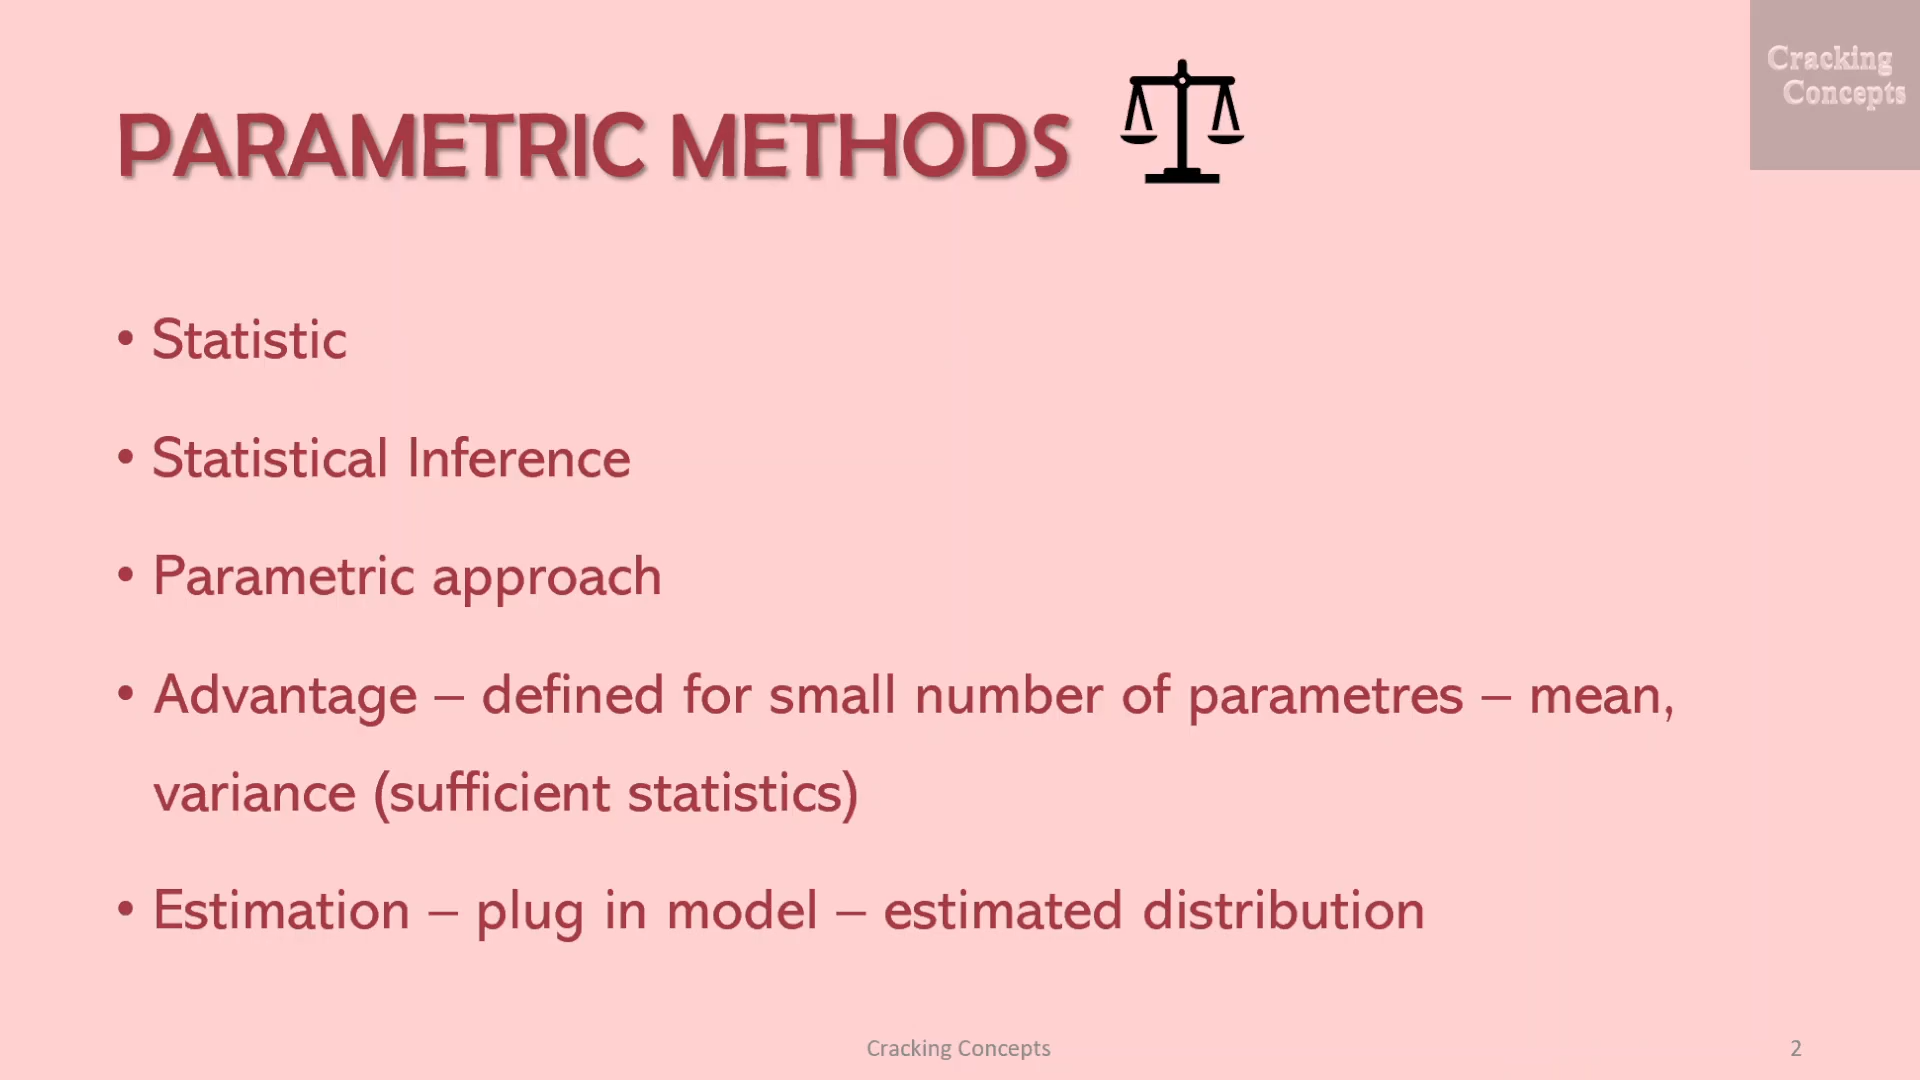 PARAMETRIC METHODS
Cracking
Concepts
• Statistic
• Statistical Inference
• Parametric approach
• Advantage – defined for small number of parametres – mean,
variance (sufficient statistics)
• Estimation – plug in model – estimated distribution
Cracking Concepts
2